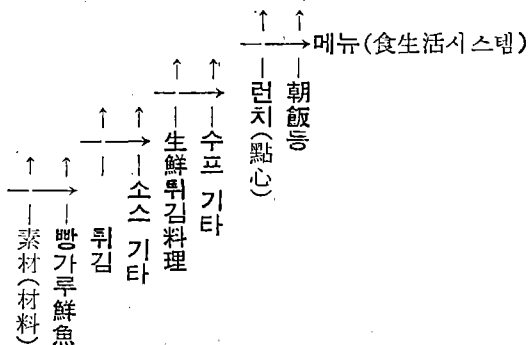 메뉴(食生活시스템)
런치(點心)
朝飯등
生鮮튀김料理
수프 기타
튀김
소스 기타
素材(材料)
빵가루鮮魚